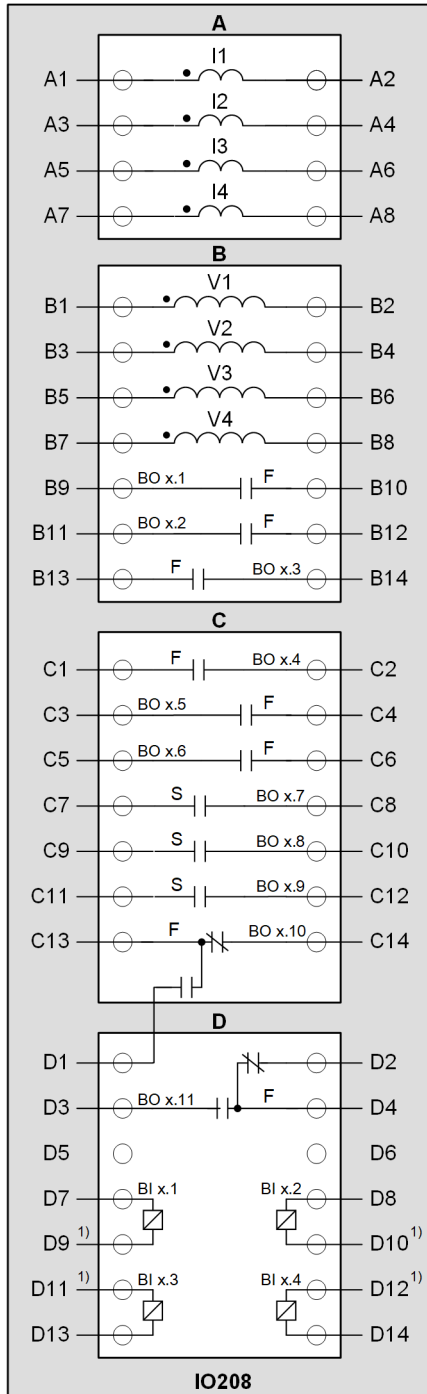 A
A1 I1 A2
A3 I2 A4
A5 I3 A6
A7 I4 A8
B
B1 V1 B2
B3 V2 B4
B5 V3 B6
B7 V4 B8
B9 BO x.1 F B10
B11 BO x.2 F B12
B13 F BO x.3 B14
C
C1 F BO x.4 C2
C3 BO x.5 F C4
C5 BO x.6 F C6
C7 S BO x.7 C8
C9 S BO x.8 C10
C11 S BO x.9 C12
C13 F BO x.10 C14
D
D1 D2
D3 BO x.11 F D4
D5 D6
D7 BI x.1 BI x.2 D8
D9 1) D10 1)
D11 1) BI x.3 BI x.4 D12 1)
D13 D14
IO208